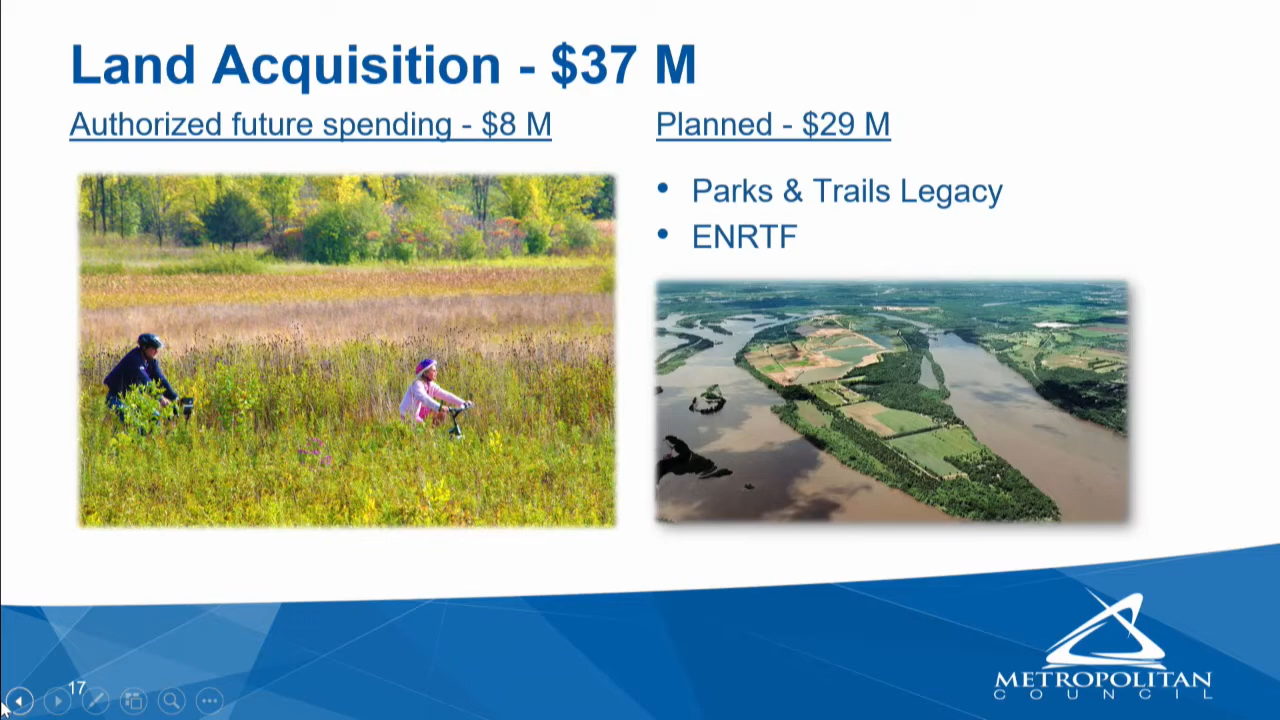 Land Acquisition - $37 M
Authorized future spending - $8 M
Planned - $29 M
• Parks & Trails Legacy
• ENRTF
17
METROPOLITAN
COUNCIL